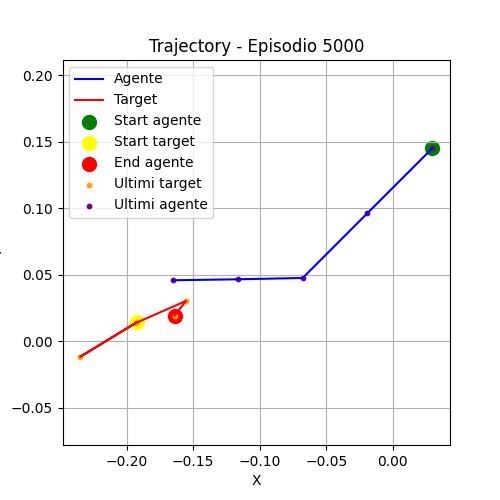 Trajectory - Episodio 5000
Agente
Target
Start agente
Start target
End agente
Ultimi target
Ultimi agente
0.20
0.15
0.10
0.05
0.00
−0.05
−0.20
−0.15
−0.10
−0.05
0.00
X